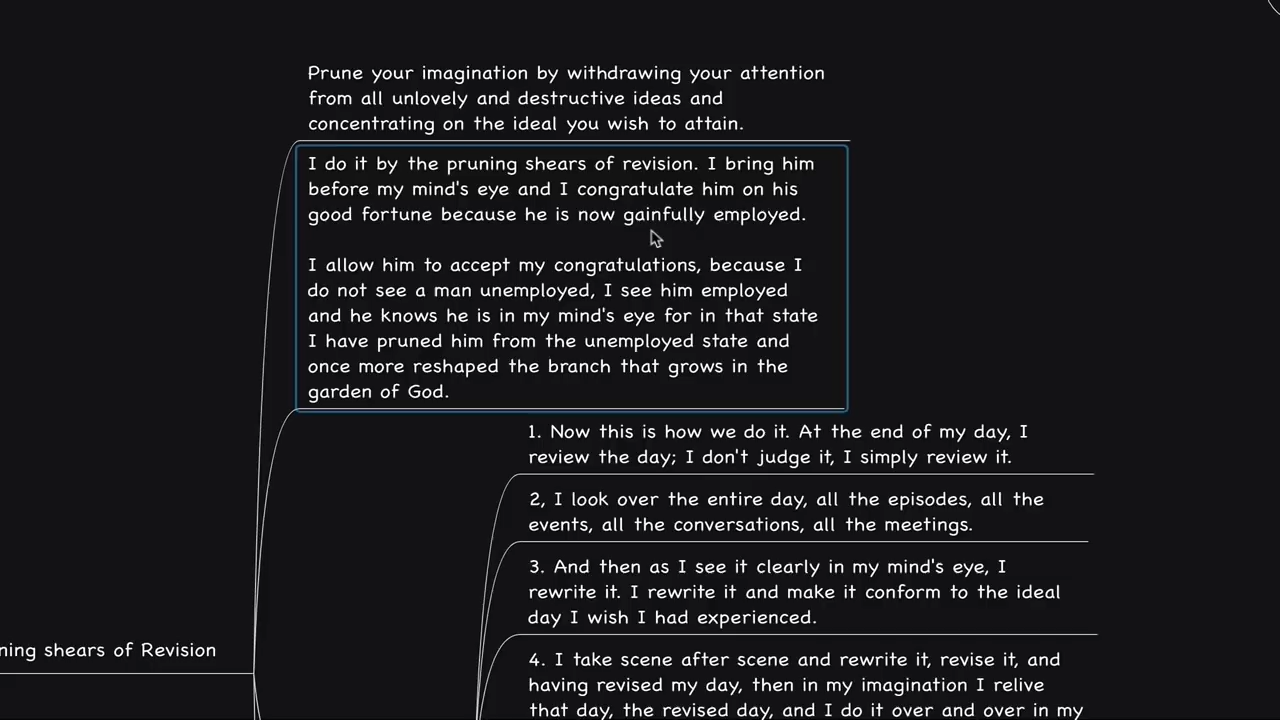 Prune your imagination by withdrawing your attention
from all unlovely and destructive ideas and
concentrating on the ideal you wish to attain.
I do it by the pruning shears of revision. I bring him
before my mind's eye and I congratulate him on his
good fortune because he is now gainfully employed.
I allow him to accept my congratulations, because I
do not see a man unemployed, I see him employed
and he knows he is in my mind's eye for in that state
I have pruned him from the unemployed state and
once more reshaped the branch that grows in the
garden of God.
1. Now this is how we do it. At the end of my day, I
review the day; I don't judge it, I simply review it.
2, I look over the entire day, all the episodes, all the
events, all the conversations, all the meetings.
3. And then as I see it clearly in my mind's eye, I
rewrite it. I rewrite it and make it conform to the ideal
day I wish I had experienced.
ning shears of Revision
4. I take scene after scene and rewrite it, revise it, and
having revised my day, then in my imagination I relive
that day, the revised day, and I do it over and over in my